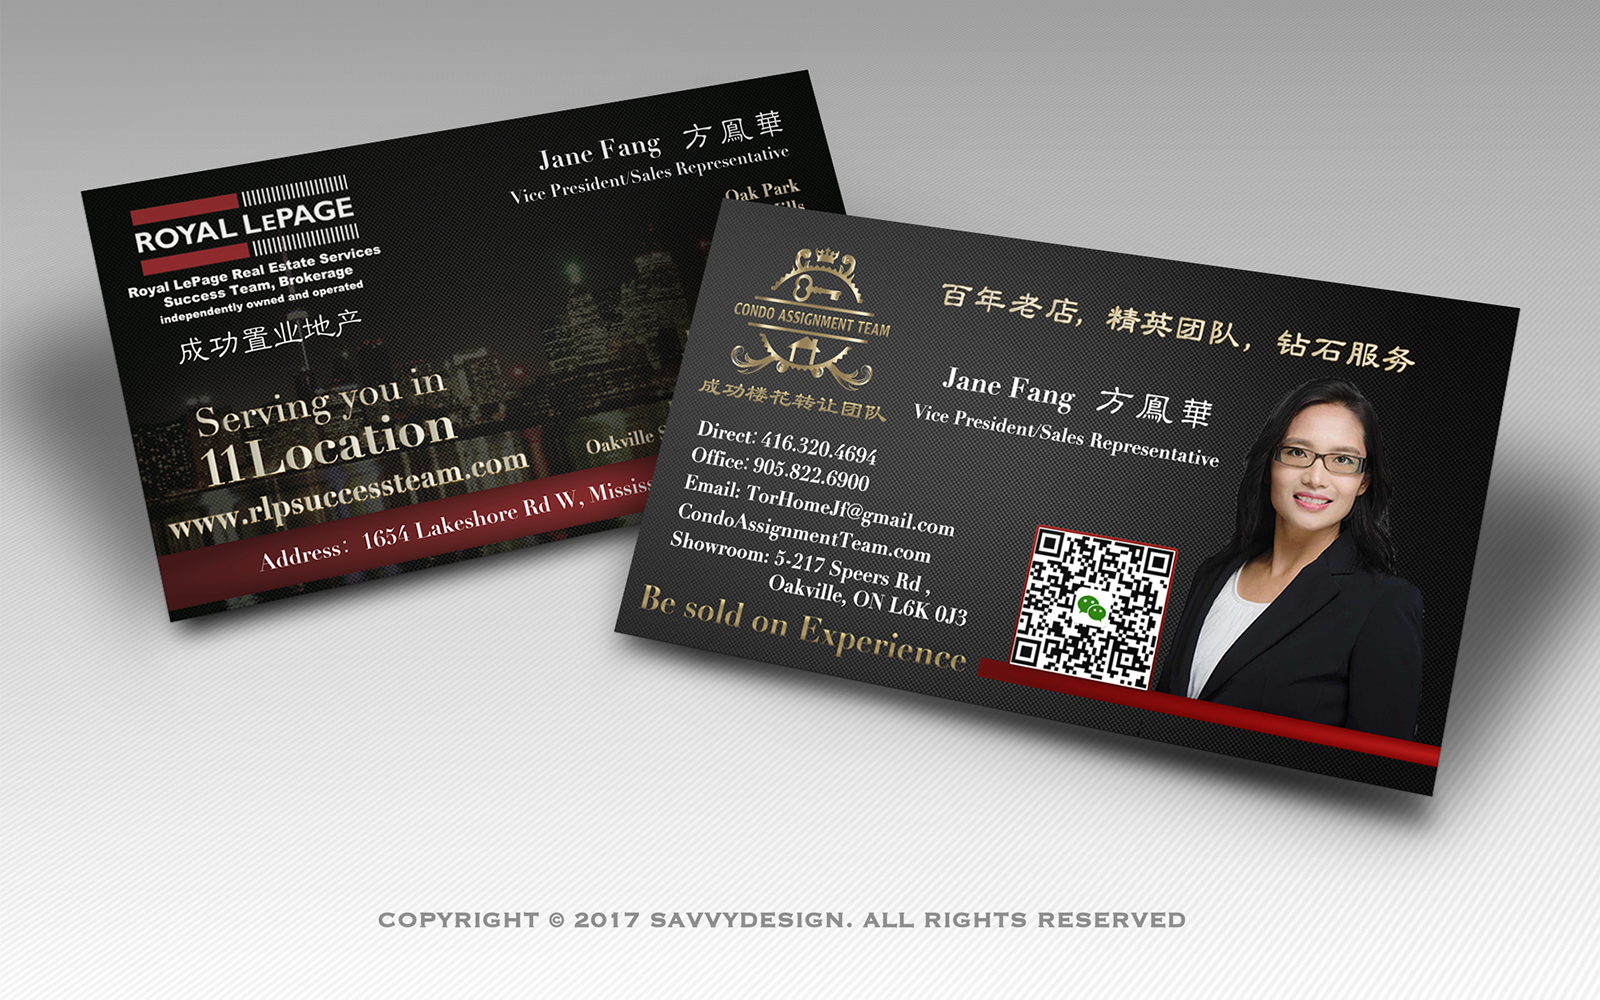 Jane Fang 方鳳華
Vice President/Sales Representative
Oak Park
ROYAL LEPAGE
Royal LePage Real Estate Services
Success Team, Brokerage
independently owned and operated
成功置业地产
Serving you in
11Location
www.rlpsuccessteam.com
Oakville
Address: 1654 Lakeshore Rd W,
CONDO ASSIGNMENT TEAM
成功楼花转让团队
百年老店, 精英团队, 钻石服务
Jane Fang 方鳳華
Vice President/Sales Representative
Direct: 416.320.4694
Office: 905.822.6900
Email: TorHomeJf@gmail.com
CondoAssignmentTeam.com
Showroom: 5-217 Speers Rd ,
Oakville, ON L6K 0J3
Be sold on Experience
COPYRIGHT © 2017 SAVVYDESIGN. ALL RIGHTS RESERVED